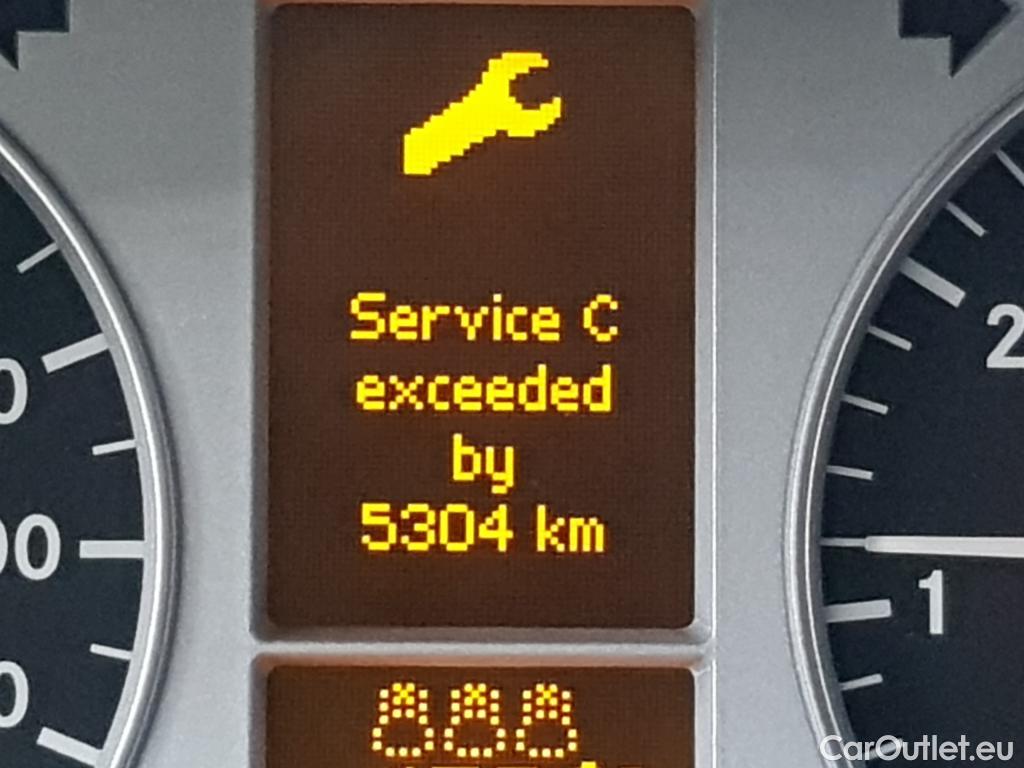 Service C
exceeded
by
5304 km
2
1
CarOutlet.eu